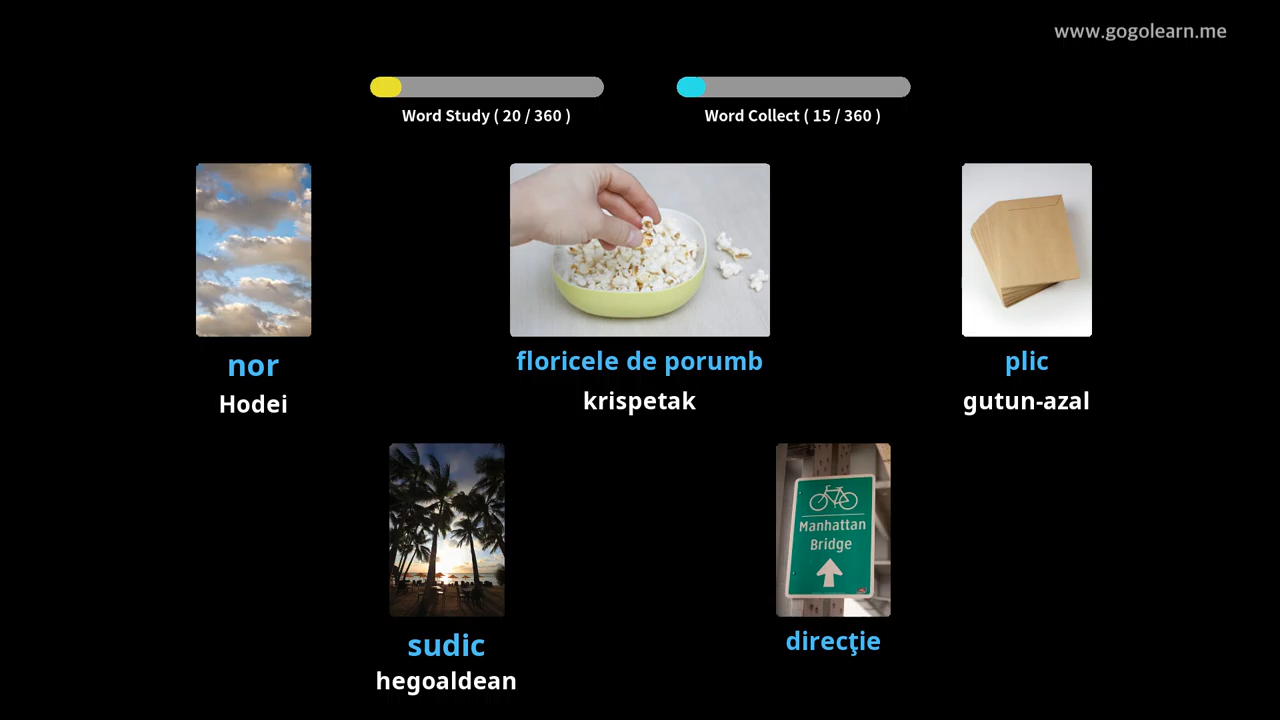 www.gogolearn.me
Word Study ( 20 / 360 )
Word Collect ( 15 / 360 )
nor
Hodei
floricele de porumb
krispetak
plic
gutun-azal
sudic
hegoaldean
Manhattan
Bridge
direcţie